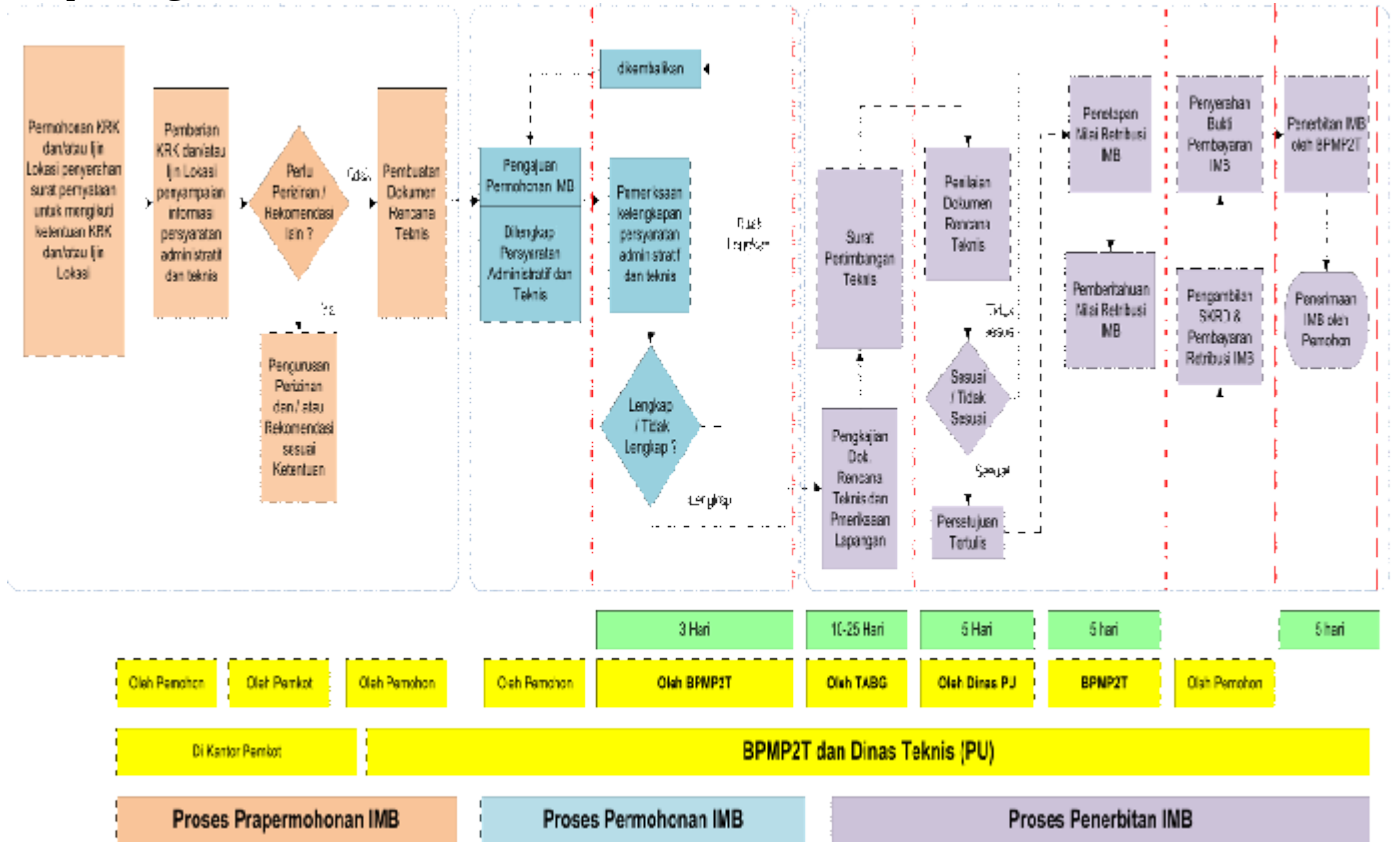 Permohonan KRK
dan/atau Ijin
Lokasi penyerahan
surat pernyataan
untuk mengikuti
ketentuan KRK
dan/atau Ijin
Lokasi
Pemberian
KRK dan/atau
Ijin Lokasi
penyampaian
informasi
persyaratan
administratif
dan teknis
Perlu
Perizinan /
Rekomendasi
lain ?
Tidak
Ya
Pengurusan
Perizinan
dan / atau
Rekomendasi
sesuai
Ketentuan
Pembuatan
Dokumen
Rencana
Teknis
dikembalikan
Pengajuan
Permohonan IMB
Dilengkap
Persyaratan
Administratif dan
Teknis
Pemeriksaan
kelengkapan
persyaratan
administratif
dan teknis
Lengkap
/ Tidak
Lengkap ?
Lengkap
Pengkajian
Dok.
Rencana
Teknis dan
Pmeriksaan
Lapangan
Surat
Pertimbangan
Teknis
Penilaian
Dokumen
Rencana
Teknis
Tidak
sesuai
Sesuai
/ Tidak
Sesuai
Sesuai
Persetujuan
Tertulis
Penetapan
Nilai Retribusi
IMB
Pemberitahuan
Nilai Retribusi
IMB
Penyerahan
Bukti
Pembayaran
IMB
Pengambilan
SKRD &
Pembayaran
Retribusi IMB
Penerbitan IMB
oleh BPMP2T
Penerimaan
IMB oleh
Pemohon
3 Hari
10-25 Hari
5 Hari
5 hari
5 hari
Oleh Pemohon
Oleh Pemkot
Oleh Pemohon
Oleh Pemohon
Oleh BPMP2T
Oleh TABG
Oleh Dinas PU
BPMP2T
Oleh Pemohon
Di Kantor Pemkot
BPMP2T dan Dinas Teknis (PU)
Proses Prapermohonan IMB
Proses Permohonan IMB
Proses Penerbitan IMB